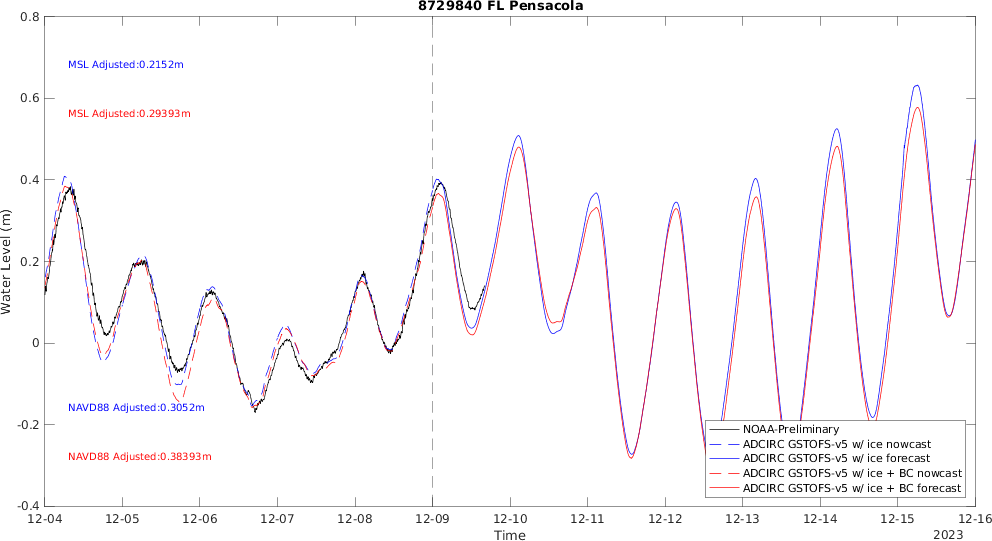 8729840 FL Pensacola
0.8
0.6
0.4
0.2
0
-0.2
-0.4
Water Level (m)
MSL Adjusted:0.2152m
MSL Adjusted:0.29393m
NAVD88 Adjusted:0.3052m
NAVD88 Adjusted:0.38393m
NOAA-Preliminary
ADCIRC GSTOFS-v5 w/ ice nowcast
ADCIRC GSTOFS-v5 w/ ice forecast
ADCIRC GSTOFS-v5 w/ ice + BC nowcast
ADCIRC GSTOFS-v5 w/ ice + BC forecast
12-04 12-05 12-06 12-07 12-08 12-09 12-10 12-11 12-12 12-13 12-14 12-15 12-16
Time
2023